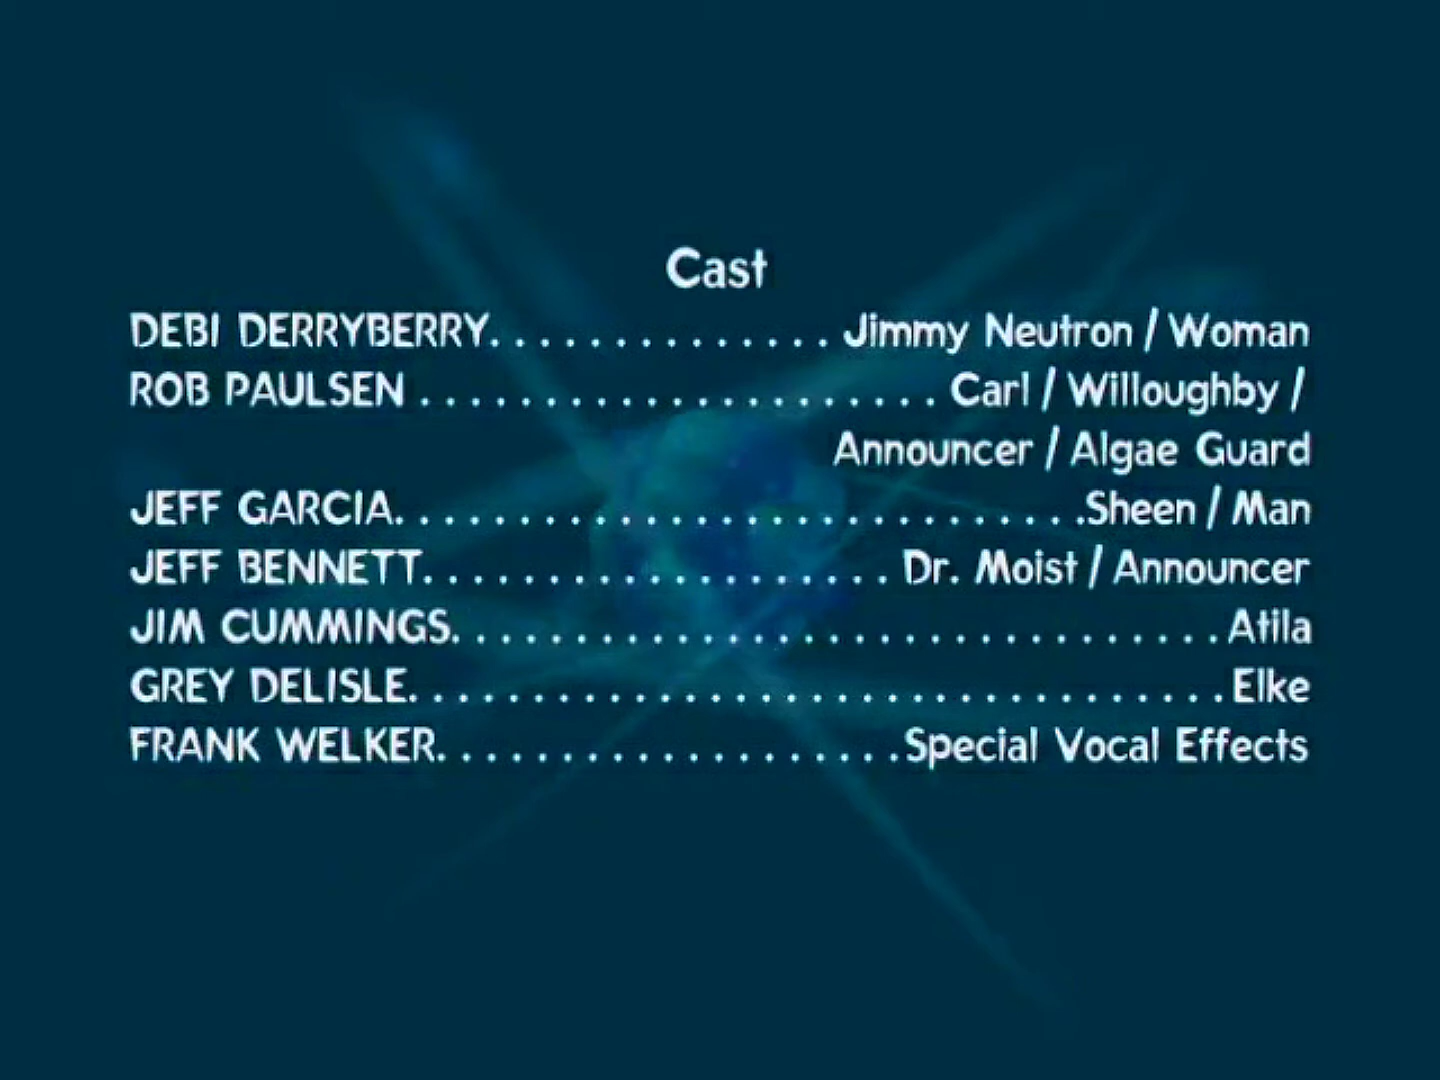 Cast
DEBI DERRYBERRY. . . . . . . . . . . . . . Jimmy Neutron / Woman
ROB PAULSEN . . . . . . . . . . . . . . . . . . . . . Carl / Willoughby /
Announcer / Algae Guard
JEFF GARCIA. . . . . . . . . . . . . . . . . . . . . . . . . . . .Sheen / Man
JEFF BENNETT. . . . . . . . . . . . . . . . . . . Dr. Moist / Announcer
JIM CUMMINGS. . . . . . . . . . . . . . . . . . . . . . . . . . . . . . . Atila
GREY DELISLE. . . . . . . . . . . . . . . . . . . . . . . . . . . . . . . . . Elke
FRANK WELKER. . . . . . . . . . . . . . . . . . .Special Vocal Effects